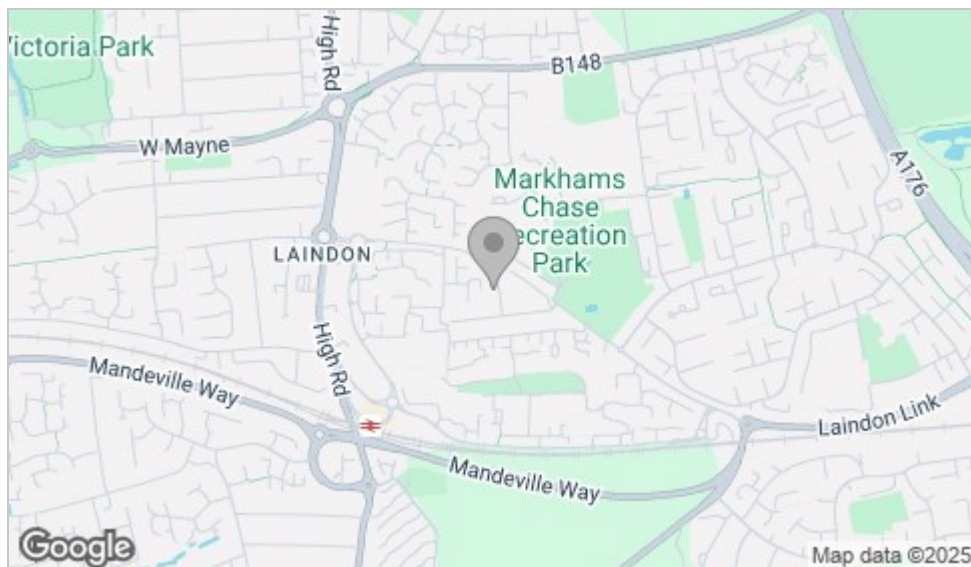 Victoria Park
High Rd
B148
W Mayne
A176
Markhams
Chase
Recreation
Park
LAINDON
High Rd
Mandeville Way
Laindon Link
Mandeville Way
Google
Map data ©2025